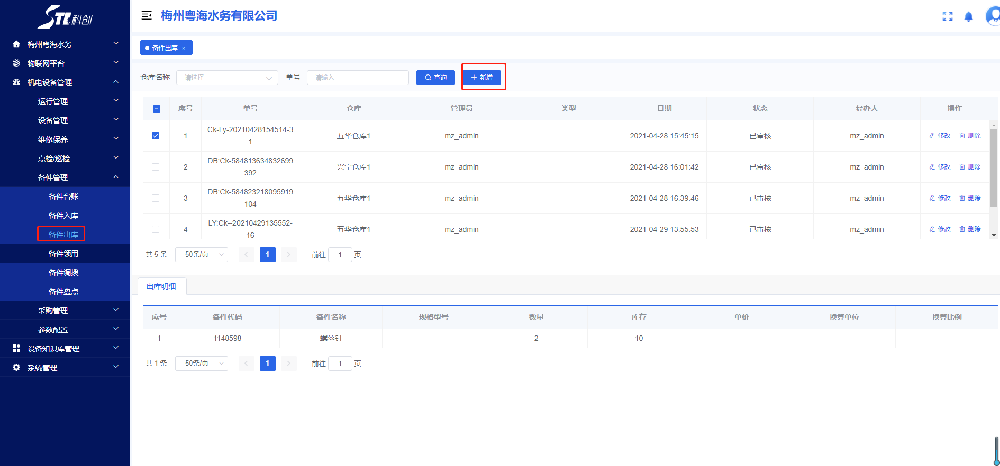 STC科创
梅州粤海水务有限公司
梅州粤海水务
物联网平台
机电设备管理
运行管理
设备管理
维修保养
点检/巡检
备件管理
备件台账
备件入库
备件出库
备件领用
备件调拨
备件盘点
采购管理
参数配置
设备知识库管理
系统管理
备件出库 ×
仓库名称 请选择 单号 请输入 查询 新增
序号 单号 仓库 管理员 类型 日期 状态 经办人 操作
1 Ck-Ly-20210428154514-3 五华仓库1 mz_admin 2021-04-28 15:45:15 已审核 mz_admin 修改 删除
1
2 DB:Ck-584813634832699 兴宁仓库1 mz_admin 2021-04-28 16:01:42 已审核 mz_admin 修改 删除
392
3 DB:Ck-584823218095919 五华仓库1 mz_admin 2021-04-28 16:39:46 已审核 mz_admin 修改 删除
104
4 LY:Ck--20210429135552- 五华仓库1 mz_admin 2021-04-29 13:55:53 已审核 mz_admin 修改 删除
16
共 5 条 50条/页 1 前往 1 页
出库明细
序号 备件代码 备件名称 规格型号 数量 库存 单价 换算单位 换算比例
1 1148598 螺丝钉 2 10
共 1 条 50条/页 1 前往 1 页